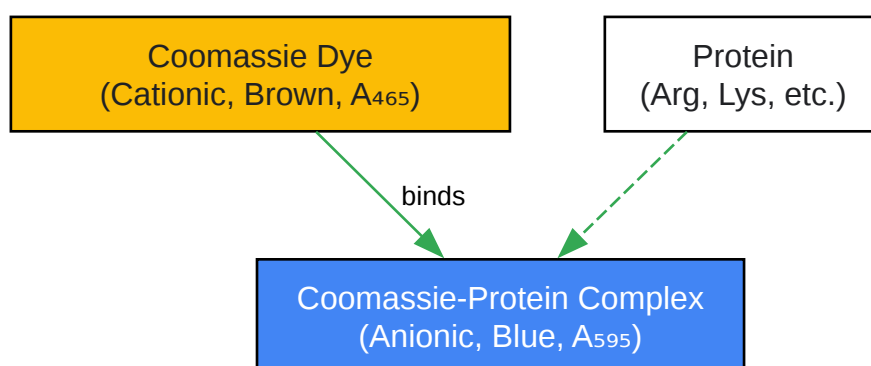 Coomassie Dye
(Cationic, Brown, A₄₆₅)
Protein
(Arg, Lys, etc.)
binds
Coomassie-Protein Complex
(Anionic, Blue, A₅₉₅)